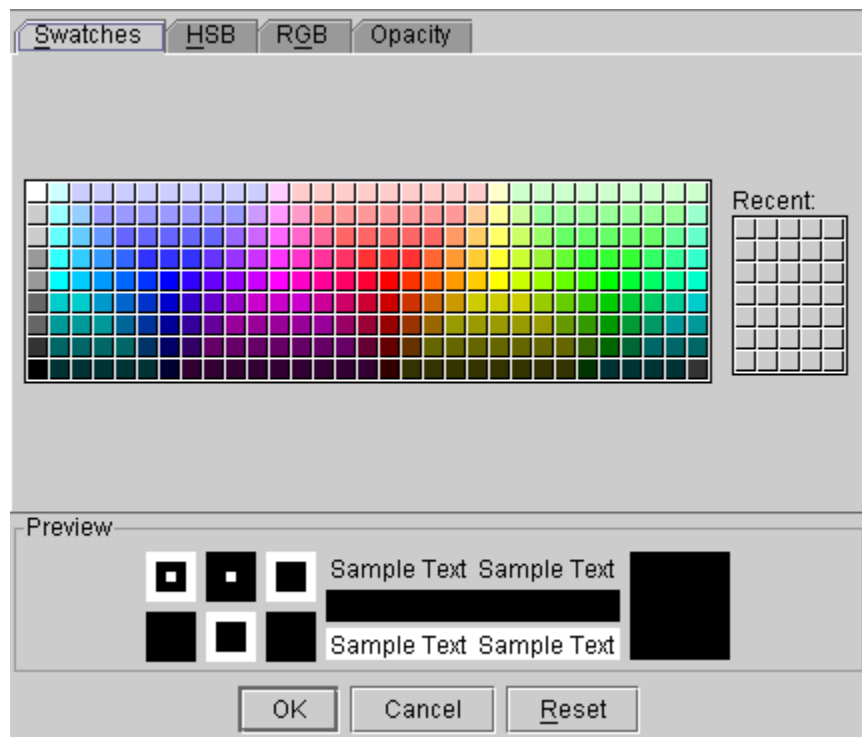 Swatches HSB RGB Opacity
Recent:
Preview
Sample Text Sample Text
Sample Text Sample Text
OK Cancel Reset